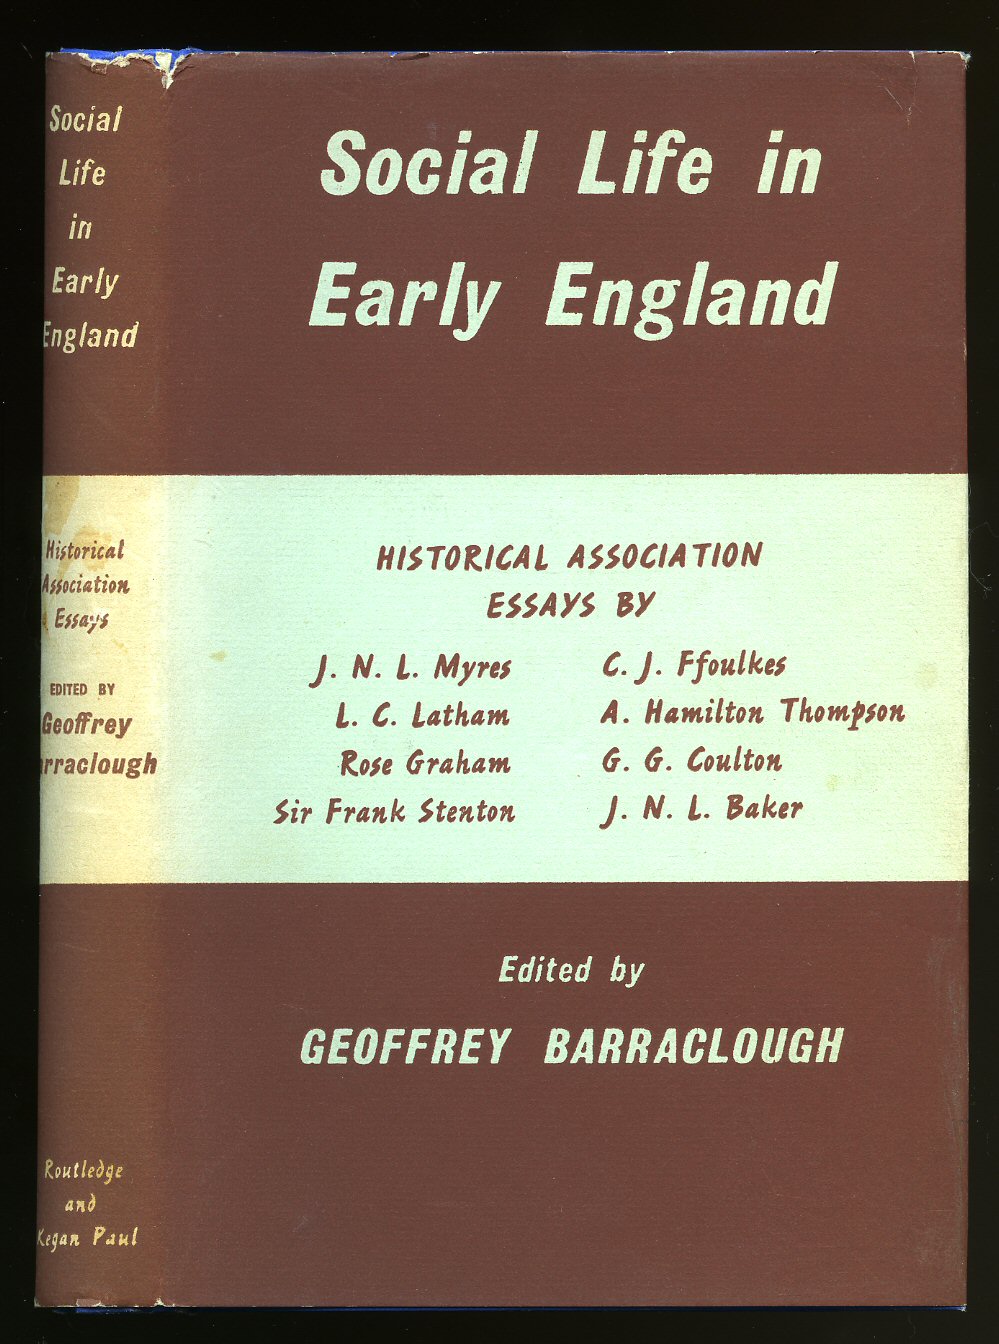 Social
Life
in
Early
England
Historical
Association
Essays
EDITED BY
Geoffrey
arraclough
Routledge
and
Kegan Paul
Social Life in
Early England
HISTORICAL ASSOCIATION
ESSAYS BY
J. N. L. Myres
L. C. Latham
Rose Graham
Sir Frank Stenton
C. J. Ffoulkes
A. Hamilton Thompson
G. G. Coulton
J. N. L. Baker
Edited by
GEOFFREY BARRACLOUGH